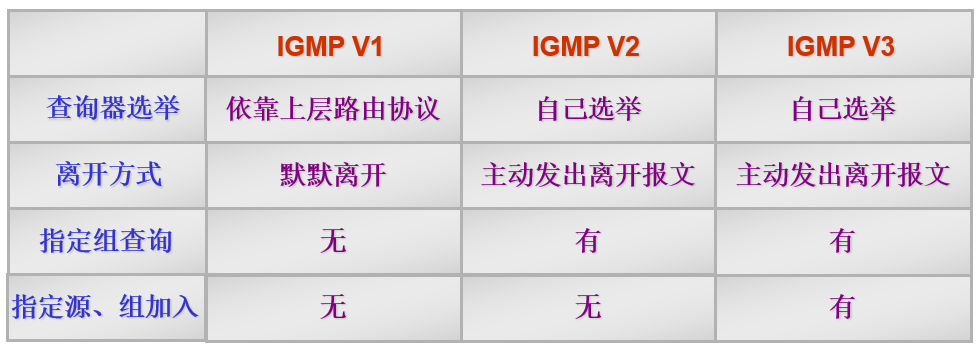 IGMP V1 IGMP V2 IGMP V3
查询器选举 依靠上层路由协议 自己选举 自己选举
离开方式 默默离开 主动发出离开报文 主动发出离开报文
指定组查询 无 有 有
指定源、组加入 无 无 有